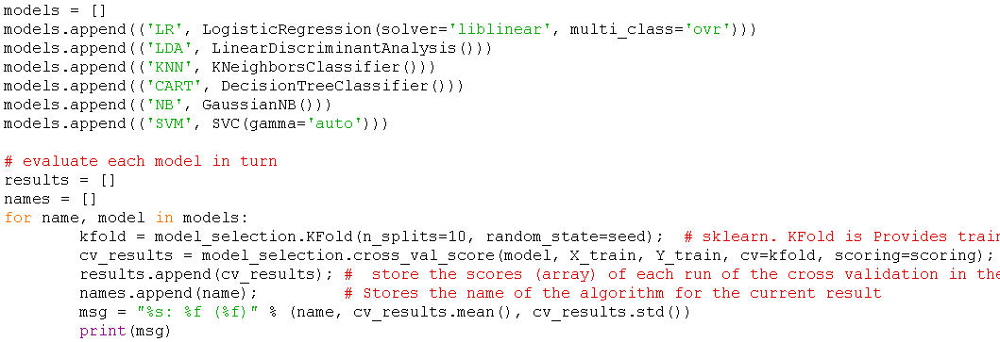 models = []
models.append(('LR', LogisticRegression(solver='liblinear', multi_class='ovr')))
models.append(('LDA', LinearDiscriminantAnalysis()))
models.append(('KNN', KNeighborsClassifier()))
models.append(('CART', DecisionTreeClassifier()))
models.append(('NB', GaussianNB()))
models.append(('SVM', SVC(gamma='auto')))
# evaluate each model in turn
results = []
names = []
for name, model in models:
kfold = model_selection.KFold(n_splits=10, random_state=seed);  # sklearn. KFold is Provides train
cv_results = model_selection.cross_val_score(model, X_train, Y_train, cv=kfold, scoring=scoring);
results.append(cv_results); #  store the scores (array) of each run of the cross validation in the
names.append(name);         # Stores the name of the algorithm for the current result
msg = "%s: %f (%f)" % (name, cv_results.mean(), cv_results.std())
print(msg)